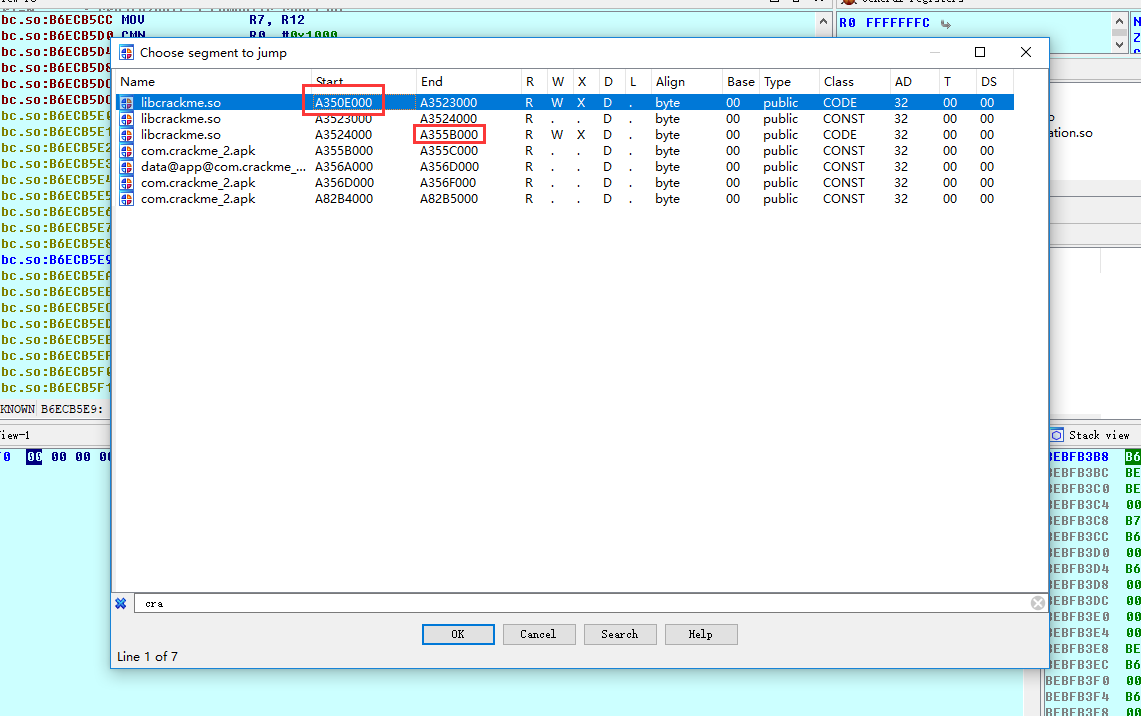 bc.so:B6ECB5CC MOV R7, R12
bc.so:B6ECB5D0 CMN R0, #0x1000
R0 FFFFFFFC
Choose segment to jump
Name Start End R W X D L Align Base Type Class AD T DS
libcrackme.so A350E000 A3523000 R W X D . byte 00 public CODE 32 00 00
libcrackme.so A3523000 A3524000 R . . D . byte 00 public CONST 32 00 00
libcrackme.so A3524000 A355B000 R W X D . byte 00 public CODE 32 00 00
com.crackme_2.apk A355B000 A355C000 R . . D . byte 00 public CONST 32 00 00
data@app@com.crackme_... A356A000 A356D000 R . . D . byte 00 public CONST 32 00 00
com.crackme_2.apk A356D000 A356F000 R . . D . byte 00 public CONST 32 00 00
com.crackme_2.apk A82B4000 A82B5000 R . . D . byte 00 public CONST 32 00 00
bc.so:B6ECB5D
bc.so:B6ECB5D8
bc.so:B6ECB5DC
bc.so:B6ECB5DC
bc.so:B6ECB5E0
bc.so:B6ECB5E1
bc.so:B6ECB5E2
bc.so:B6ECB5E3
bc.so:B6ECB5E4
bc.so:B6ECB5E5
bc.so:B6ECB5E6
bc.so:B6ECB5E7
bc.so:B6ECB5E8
bc.so:B6ECB5E9
bc.so:B6ECB5EA
bc.so:B6ECB5EB
bc.so:B6ECB5EC
bc.so:B6ECB5ED
bc.so:B6ECB5EE
bc.so:B6ECB5EF
bc.so:B6ECB5F0
bc.so:B6ECB5F1
KNOWN B6ECB5E9:
iew-1
F0 00 00 00 00
ation.so
Stack view
BEBFB3B8 B6
BEBFB3BC BE
BEBFB3C0 BE
BEBFB3C4 00
BEBFB3C8 B7
BEBFB3CC B6
BEBFB3D0 00
BEBFB3D4 B6
BEBFB3D8 00
BEBFB3DC 00
BEBFB3E0 00
BEBFB3E4 00
BEBFB3E8 BE
BEBFB3EC B6
BEBFB3F0 00
BEBFB3F4 B6
cra
OK Cancel Search Help
Line 1 of 7